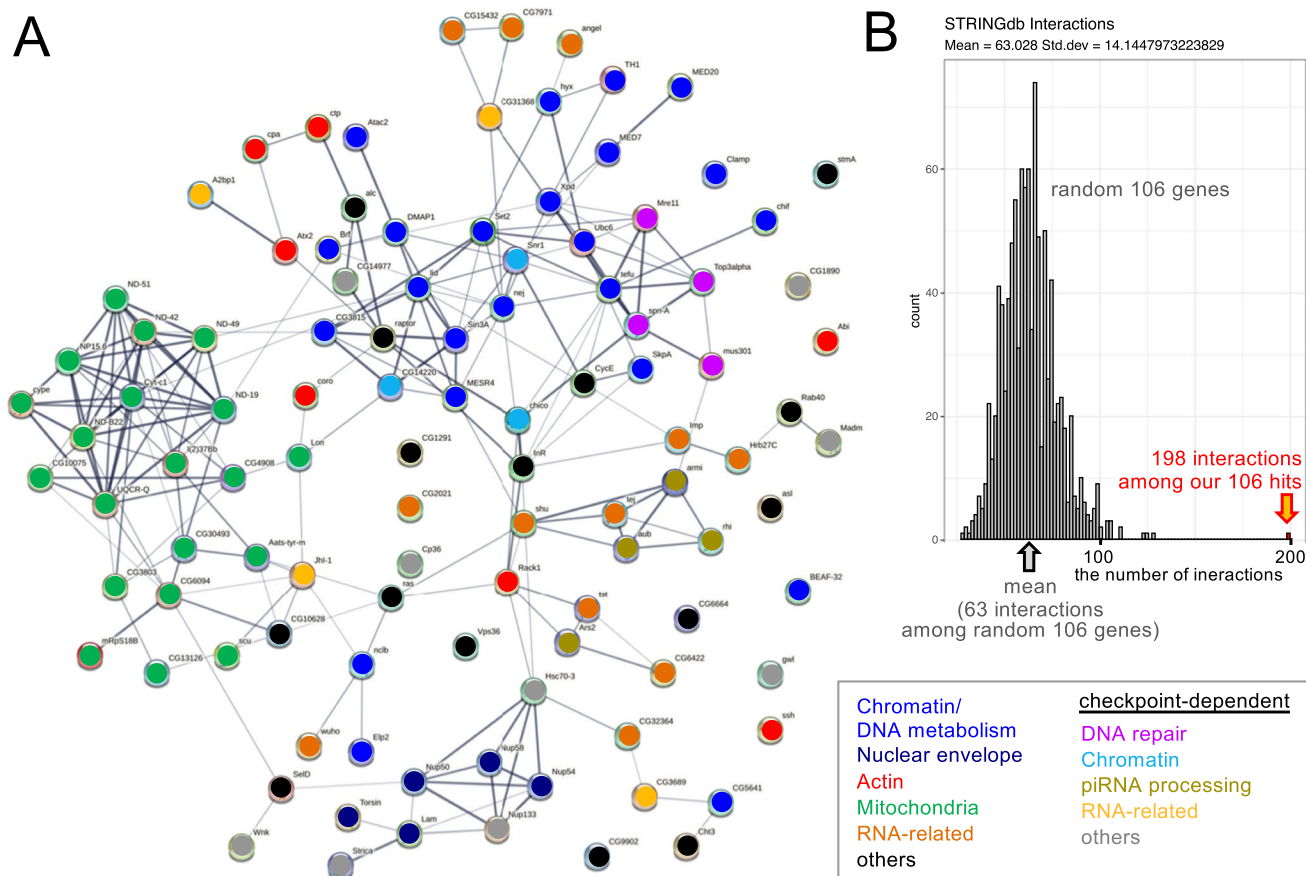 A
CG15432
CG7971
angel
TH1
hyx
MED20
CG31368
ctp
cpa
Atac2
MED7
Clamp
stmA
A2bp1
alc
Xpd
Mre11
chif
DMAP1
Set2
Ubc6
Atx2
Brf
Snr1
CG14977
lid
tefu
Top3alpha
CG1890
ND-51
nej
ND-42
ND-49
CG3815
raptor
Sin3A
spn-A
Abi
NP15.6
mus301
SkpA
CG14220
CycE
Cyt-c1
cype
coro
MESR4
ND-19
chico
Rab40
ND-B22
Madm
Imp
l(2)37Bb
Lon
CG1291
Hrb27C
CG10075
CG4908
InR
armi
UQCR-Q
CG2021
asl
tej
shu
rhi
aub
CG30493
Aats-tyr-m
Jhl-1
Cp36
CG3803
CG6094
ras
Rack1
BEAF-32
tst
CG6664
CG10628
Vps36
Ars2
mRpS18B
scu
CG13126
nclb
CG6422
gwl
Hsc70-3
wuho
Elp2
CG32364
ssh
Nup58
SelD
Nup50
Nup54
CG3689
CG5641
Torsin
Lam
Nup133
Wnk
Strica
CG9902
Cht3
B
STRINGdb Interactions
Mean = 63.028 Std.dev = 14.1447973223829
count
60
40
20
0
random 106 genes
198 interactions
among our 106 hits
100
200
the number of ineractions
mean
(63 interactions
among random 106 genes)
Chromatin/
DNA metabolism
Nuclear envelope
Actin
Mitochondria
RNA-related
others
checkpoint-dependent
DNA repair
Chromatin
piRNA processing
RNA-related
others